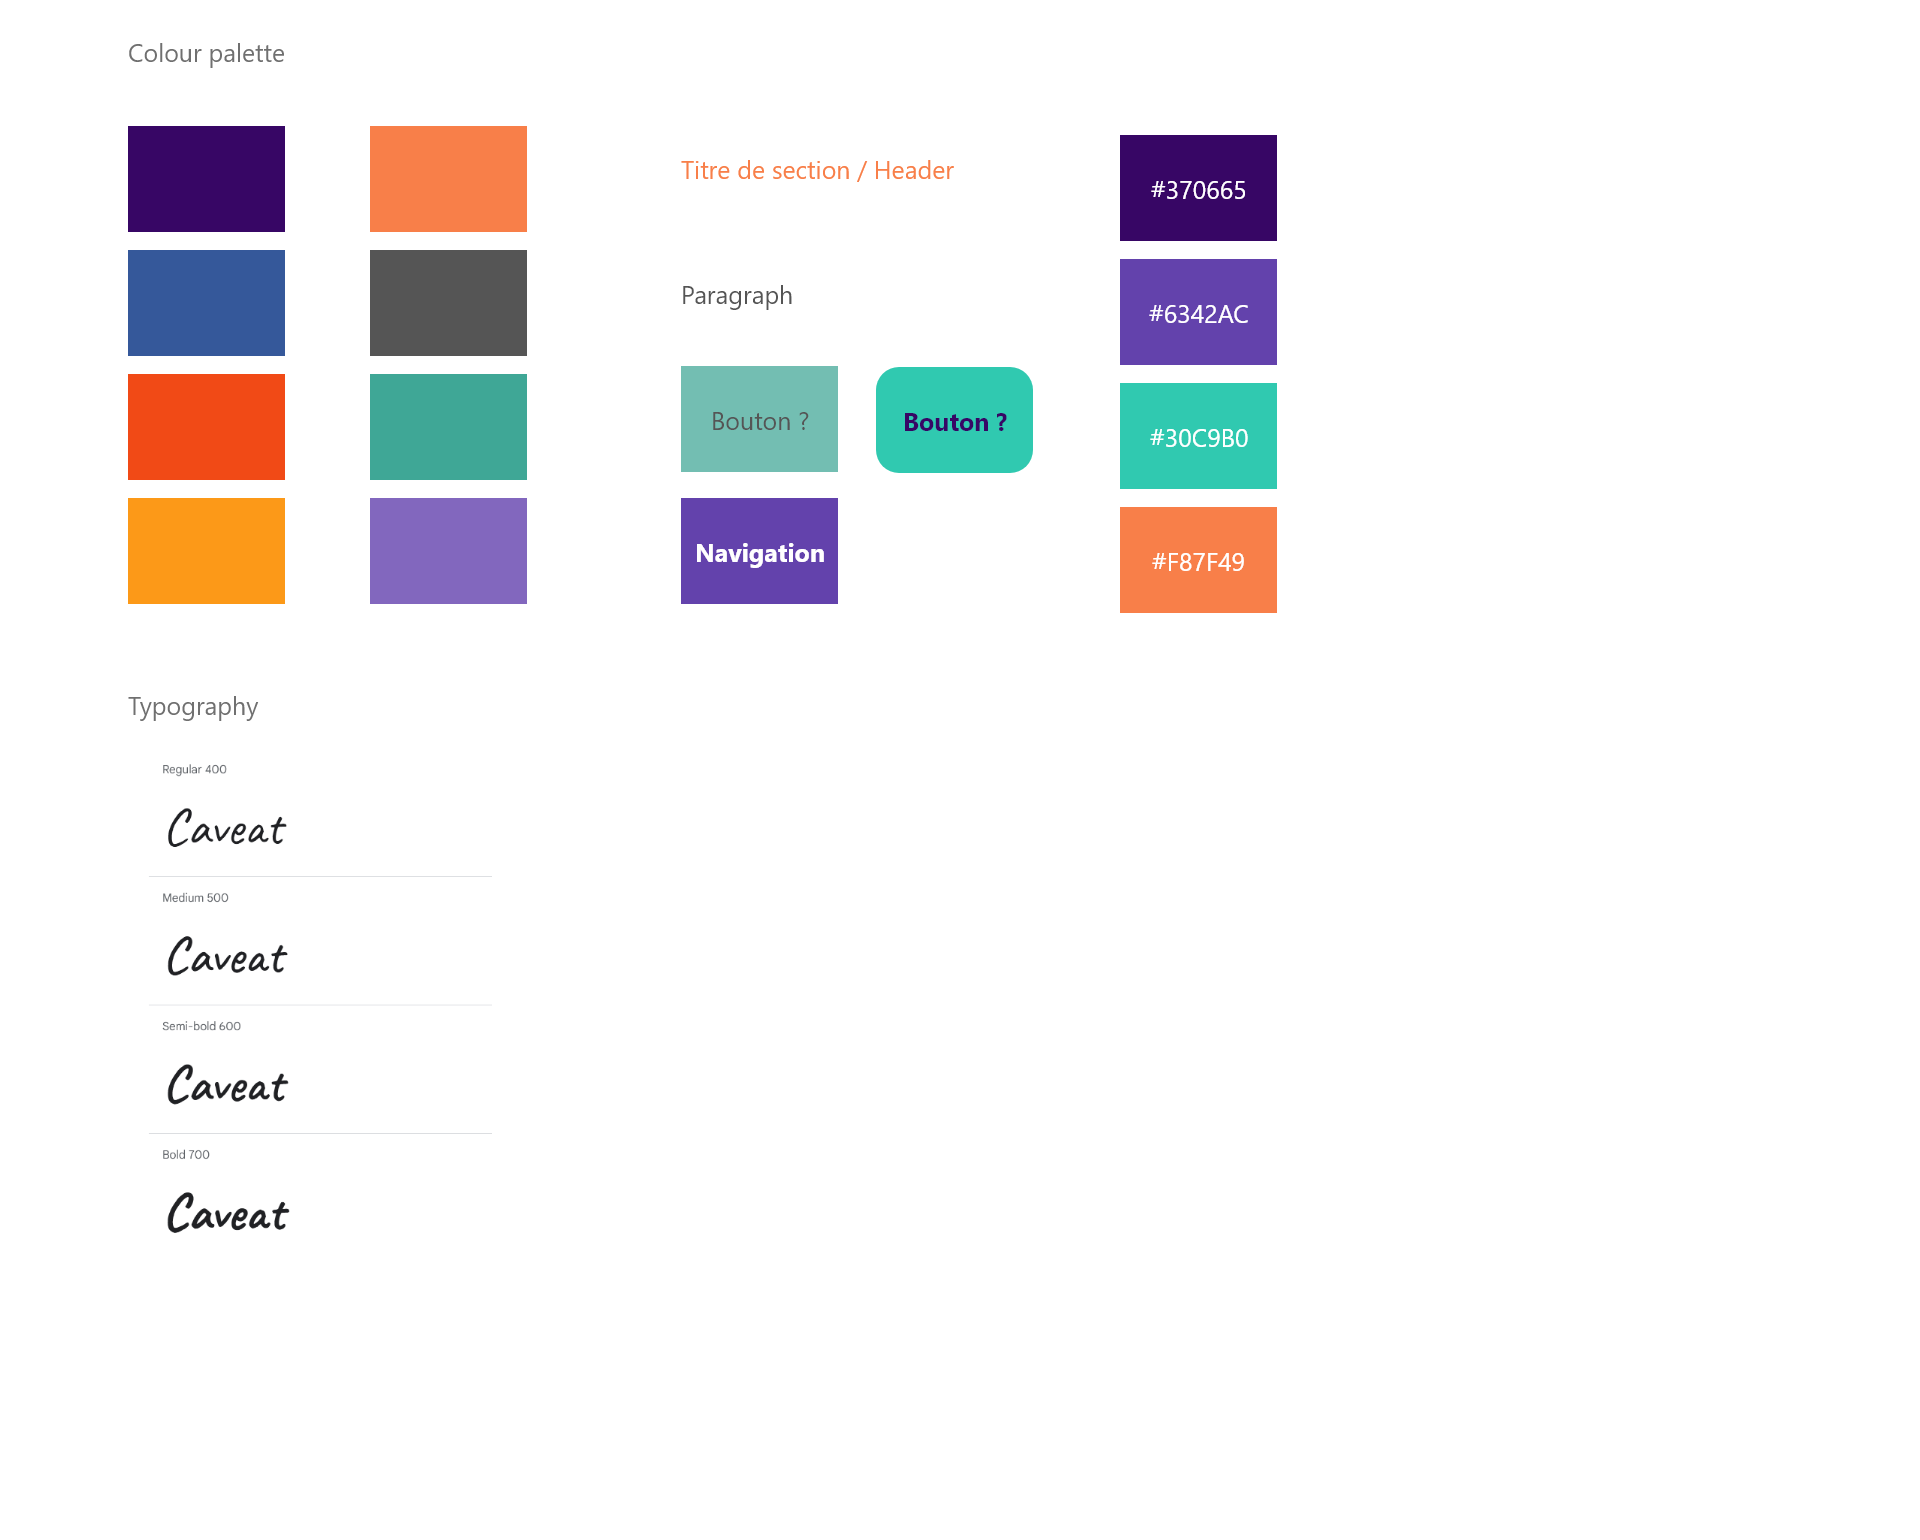 Colour palette
Titre de section / Header
Paragraph
Bouton ?
Bouton ?
Navigation
#370665
#6342AC
#30C9B0
#F87F49
Typography
Regular 400
Caveat
Medium 500
Caveat
Semi-bold 600
Caveat
Bold 700
Caveat